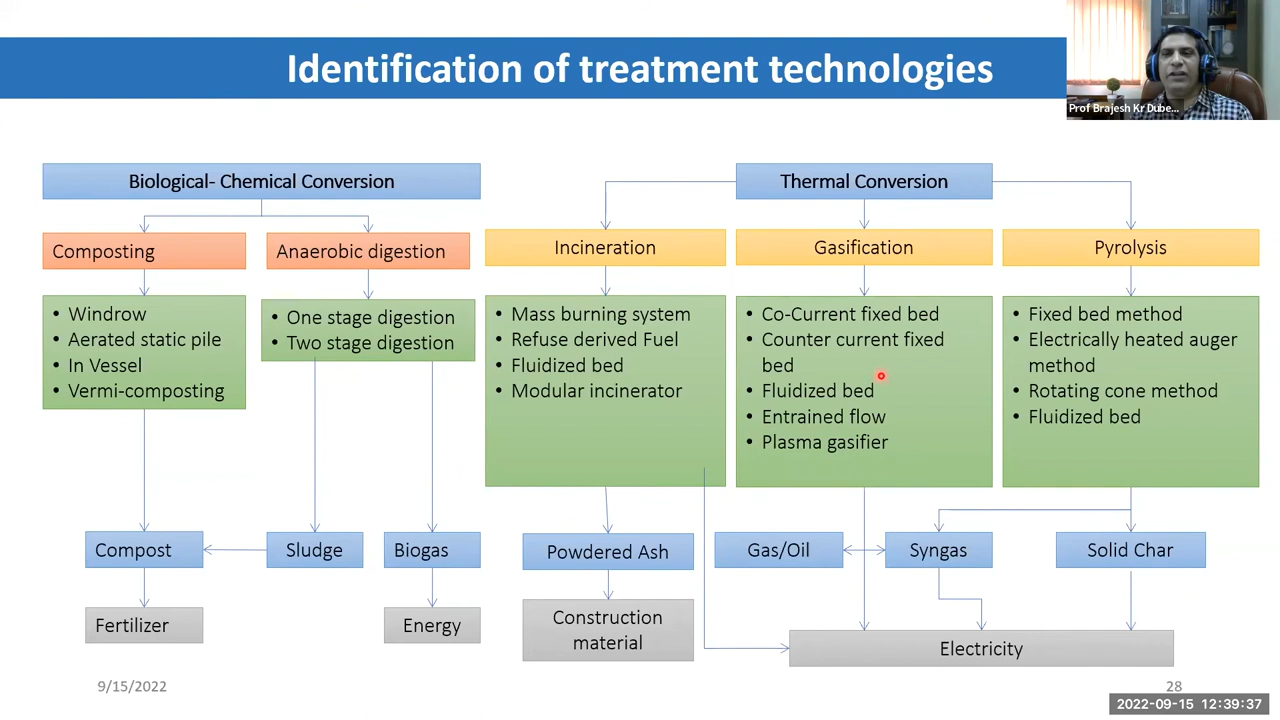 Identification of treatment technologies
Prof Brajesh Kr Dube...
Biological- Chemical Conversion
Thermal Conversion
Composting
Anaerobic digestion
Incineration
Gasification
Pyrolysis
• Windrow
• Aerated static pile
• In Vessel
• Vermi-composting
• One stage digestion
• Two stage digestion
• Mass burning system
• Refuse derived Fuel
• Fluidized bed
• Modular incinerator
• Co-Current fixed bed
• Counter current fixed
bed
• Fluidized bed
• Entrained flow
• Plasma gasifier
• Fixed bed method
• Electrically heated auger
method
• Rotating cone method
• Fluidized bed
Compost
Sludge
Biogas
Powdered Ash
Gas/Oil
Syngas
Solid Char
Fertilizer
Energy
Construction
material
Electricity
9/15/2022
28
2022-09-15 12:39:37